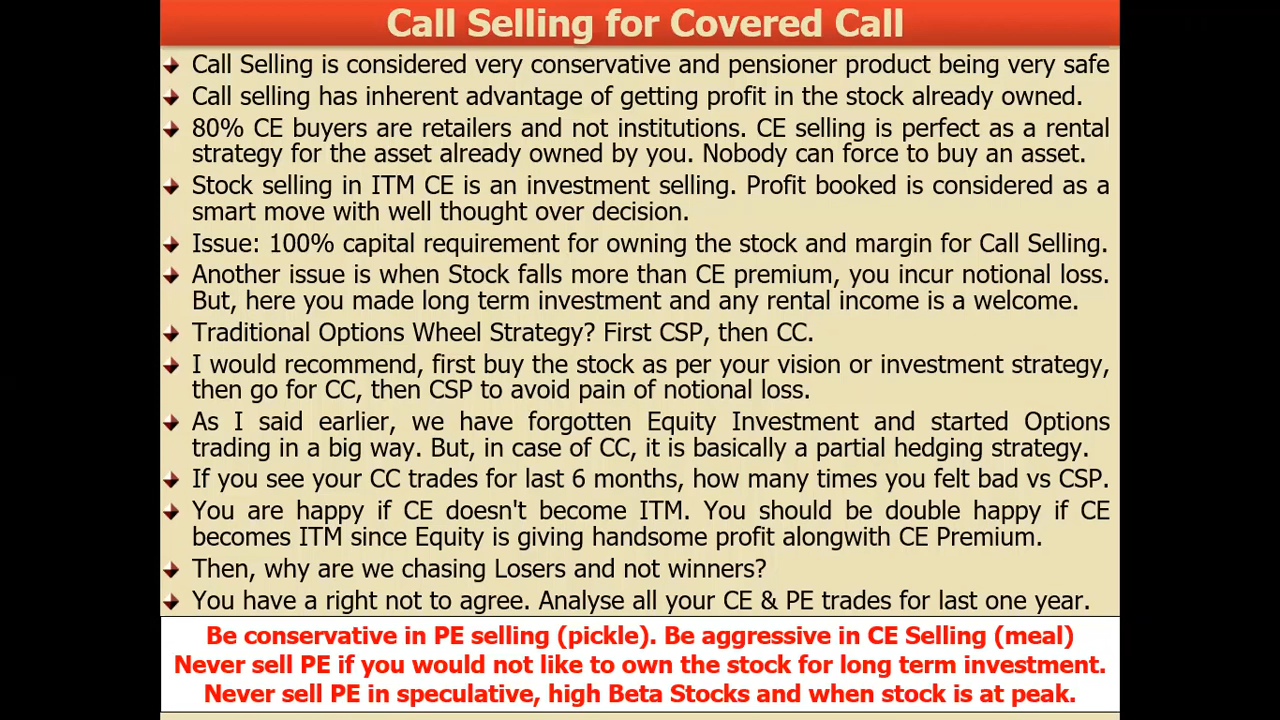 Call Selling for Covered Call
Call Selling is considered very conservative and pensioner product being very safe
Call selling has inherent advantage of getting profit in the stock already owned.
80% CE buyers are retailers and not institutions. CE selling is perfect as a rental
strategy for the asset already owned by you. Nobody can force to buy an asset.
Stock selling in ITM CE is an investment selling. Profit booked is considered as a
smart move with well thought over decision.
Issue: 100% capital requirement for owning the stock and margin for Call Selling.
Another issue is when Stock falls more than CE premium, you incur notional loss.
But, here you made long term investment and any rental income is a welcome.
Traditional Options Wheel Strategy? First CSP, then CC.
I would recommend, first buy the stock as per your vision or investment strategy,
then go for CC, then CSP to avoid pain of notional loss.
As I said earlier, we have forgotten Equity Investment and started Options
trading in a big way. But, in case of CC, it is basically a partial hedging strategy.
If you see your CC trades for last 6 months, how many times you felt bad vs CSP.
You are happy if CE doesn't become ITM. You should be double happy if CE
becomes ITM since Equity is giving handsome profit alongwith CE Premium.
Then, why are we chasing Losers and not winners?
You have a right not to agree. Analyse all your CE & PE trades for last one year.
Be conservative in PE selling (pickle). Be aggressive in CE Selling (meal)
Never sell PE if you would not like to own the stock for long term investment.
Never sell PE in speculative, high Beta Stocks and when stock is at peak.